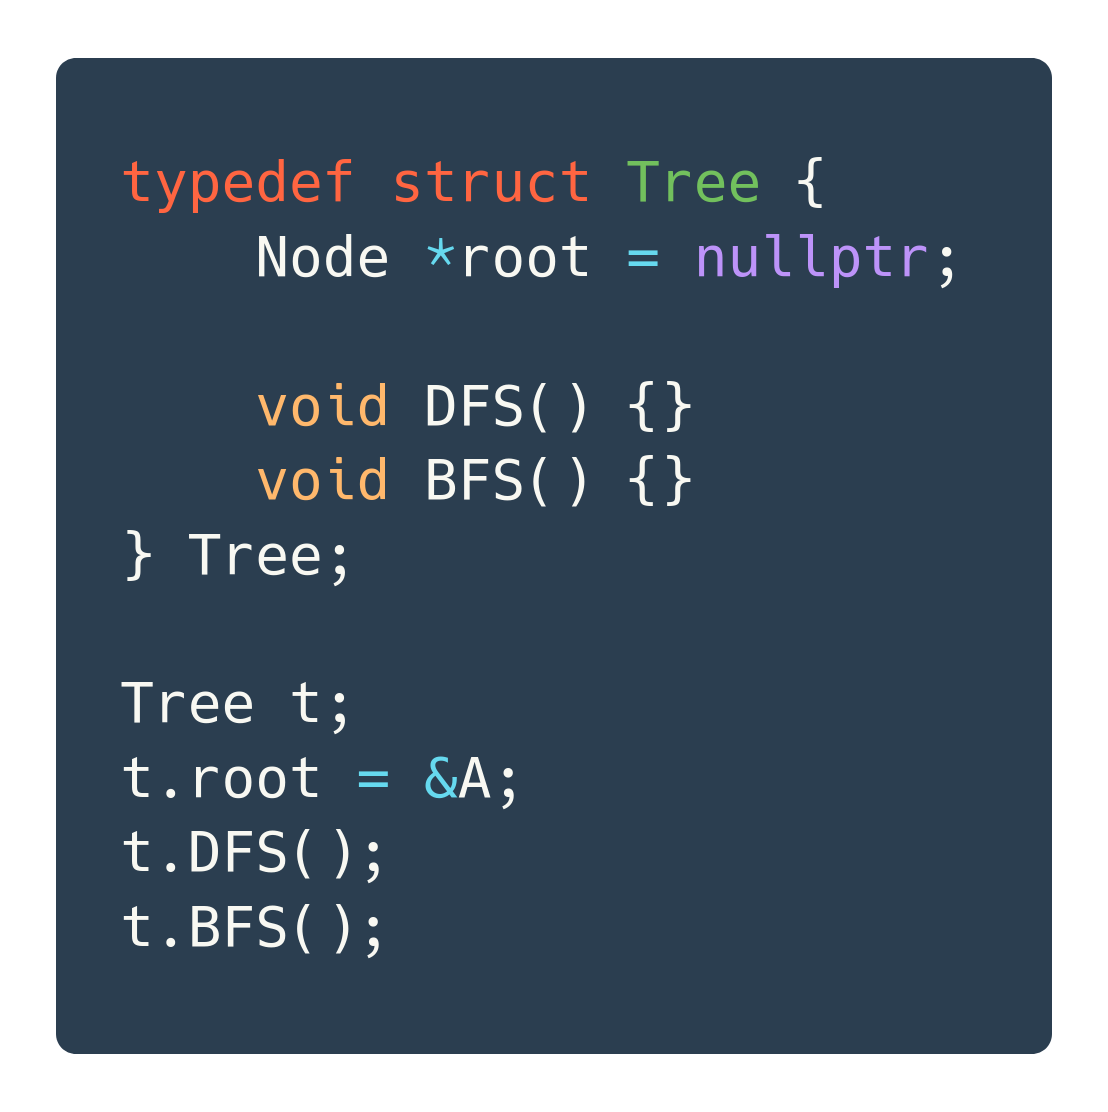 typedef struct Tree {
    Node *root = nullptr;

    void DFS() {}
    void BFS() {}
} Tree;

Tree t;
t.root = &A;
t.DFS();
t.BFS();